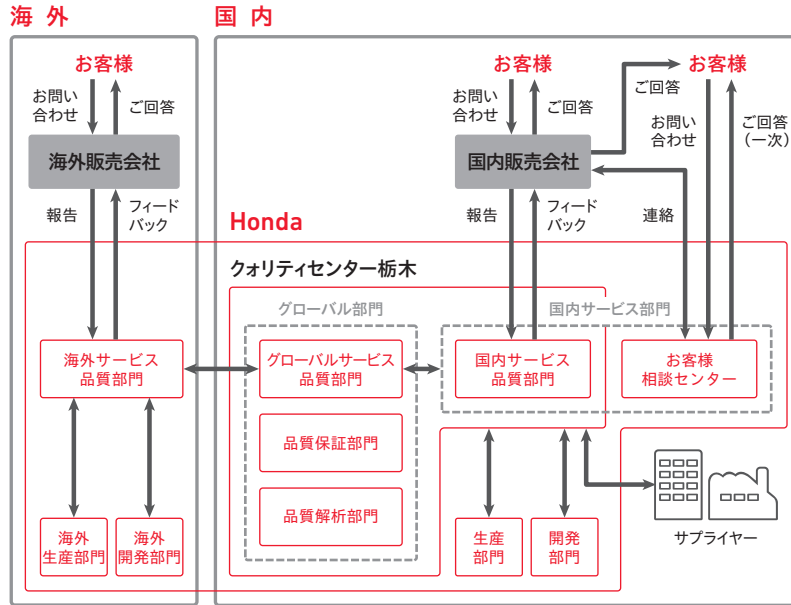 海外
国内
お客様
お客様
お客様
お問い
合わせ
ご回答
お問い
合わせ
ご回答
ご回答
お問い
合わせ
ご回答
（一次）
海外販売会社
国内販売会社
報告
フィード
バック
報告
フィード
バック
連絡
Honda
クォリティセンター栃木
グローバル部門
国内サービス部門
海外サービス
品質部門
グローバルサービス
品質部門
国内サービス
品質部門
お客様
相談センター
品質保証部門
品質解析部門
海外
生産部門
海外
開発部門
生産
部門
開発
部門
サプライヤー